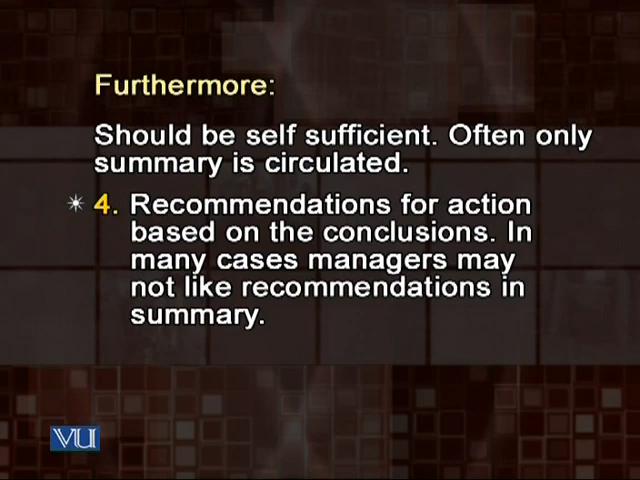 Furthermore:
Should be self sufficient. Often only
summary is circulated.
4. Recommendations for action
based on the conclusions. In
many cases managers may
not like recommendations in
summary.
VU